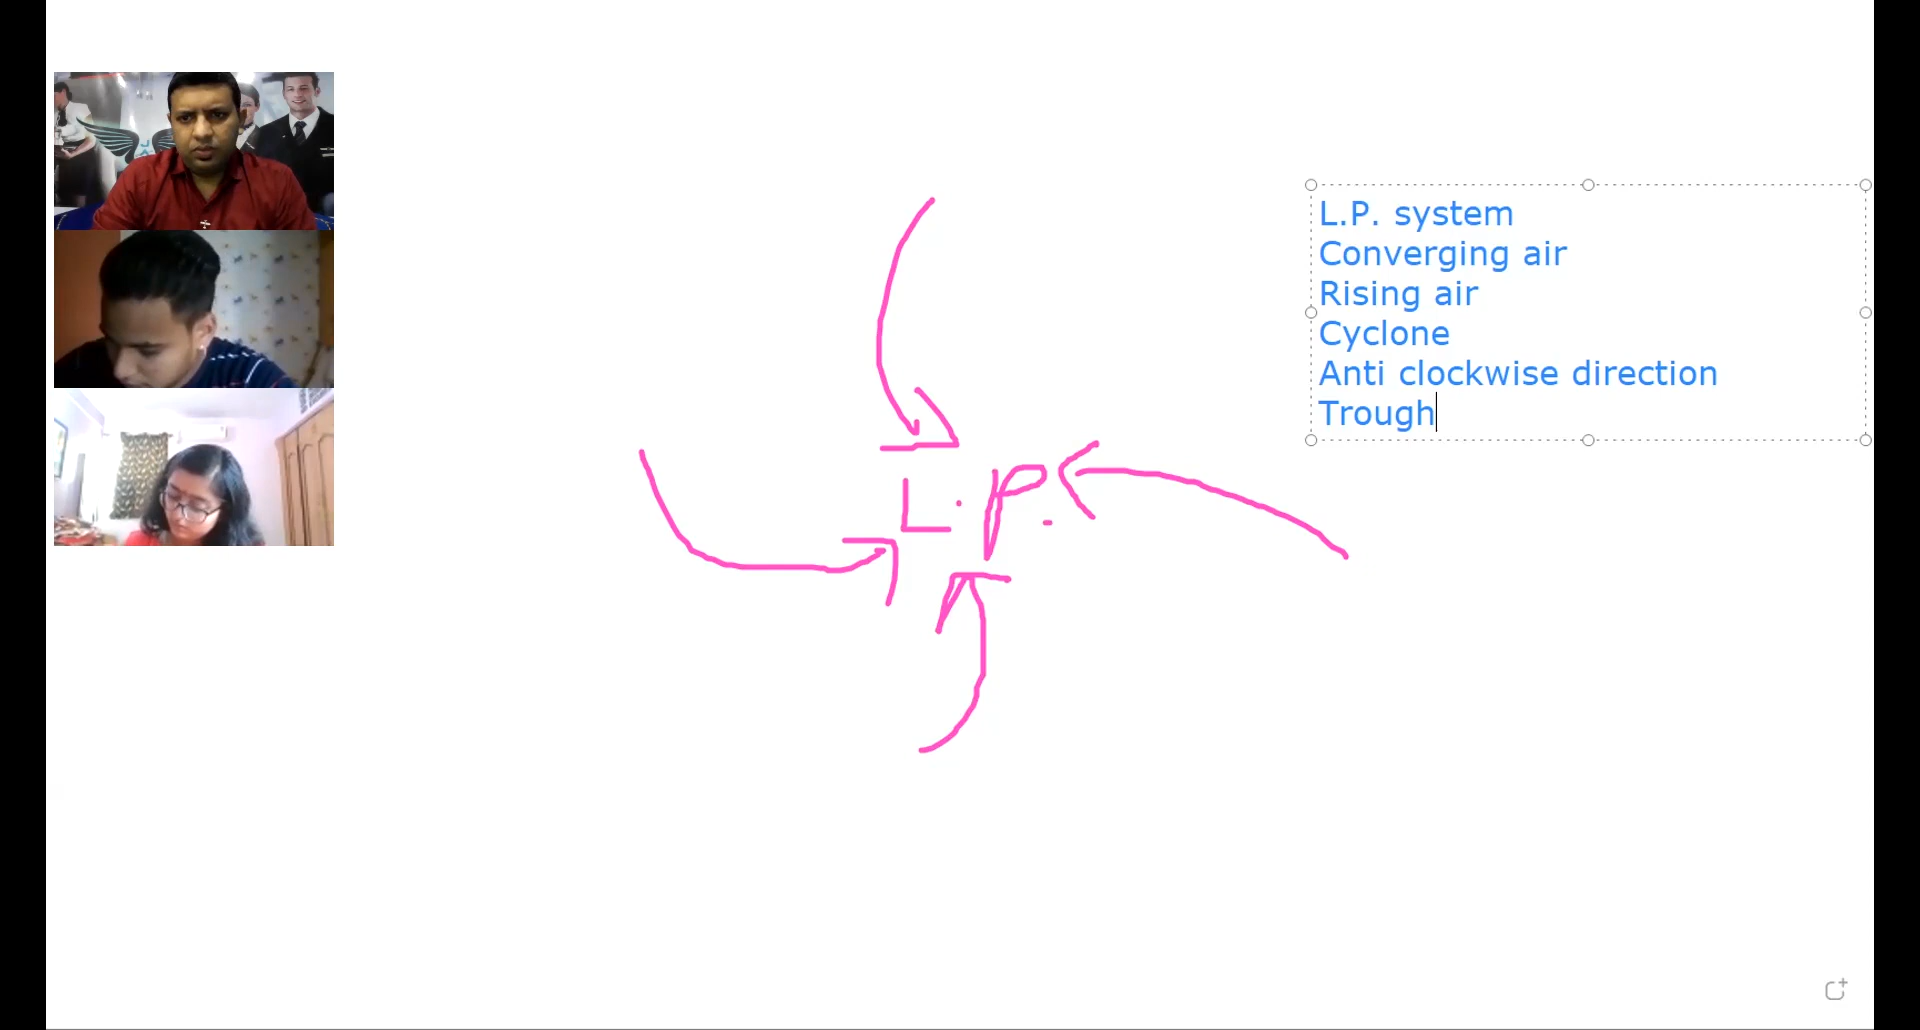 L.P. system
Converging air
Rising air
Cyclone
Anti clockwise direction
Trough
L.P.